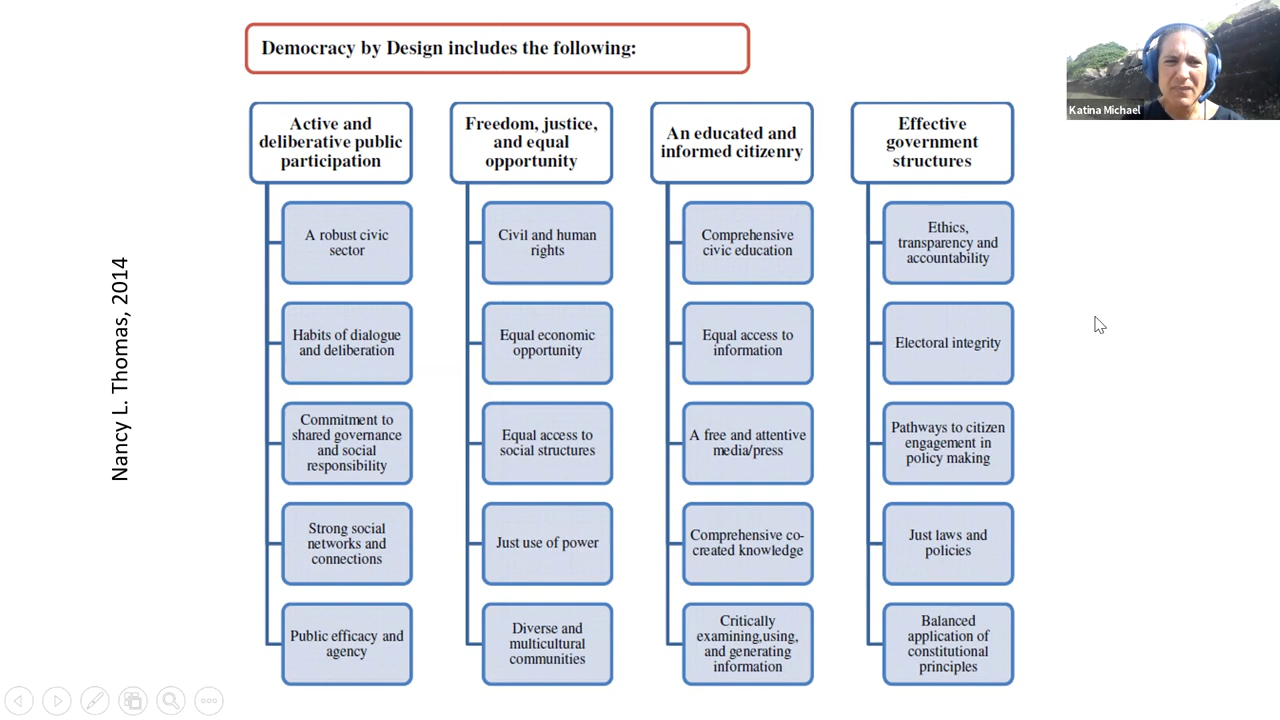 Democracy by Design includes the following:
Katina Michael
Nancy L. Thomas, 2014
Active and
deliberative public
participation
A robust civic
sector
Habits of dialogue
and deliberation
Commitment to
shared governance
and social
responsibility
Strong social
networks and
connections
Public efficacy and
agency
Freedom, justice,
and equal
opportunity
Civil and human
rights
Equal economic
opportunity
Equal access to
social structures
Just use of power
Diverse and
multicultural
communities
An educated and
informed citizenry
Comprehensive
civic education
Equal access to
information
A free and attentive
media/press
Comprehensive co-
created knowledge
Critically
examining,using,
and generating
information
Effective
government
structures
Ethics,
transparency and
accountability
Electoral integrity
Pathways to citizen
engagement in
policy making
Just laws and
policies
Balanced
application of
constitutional
principles